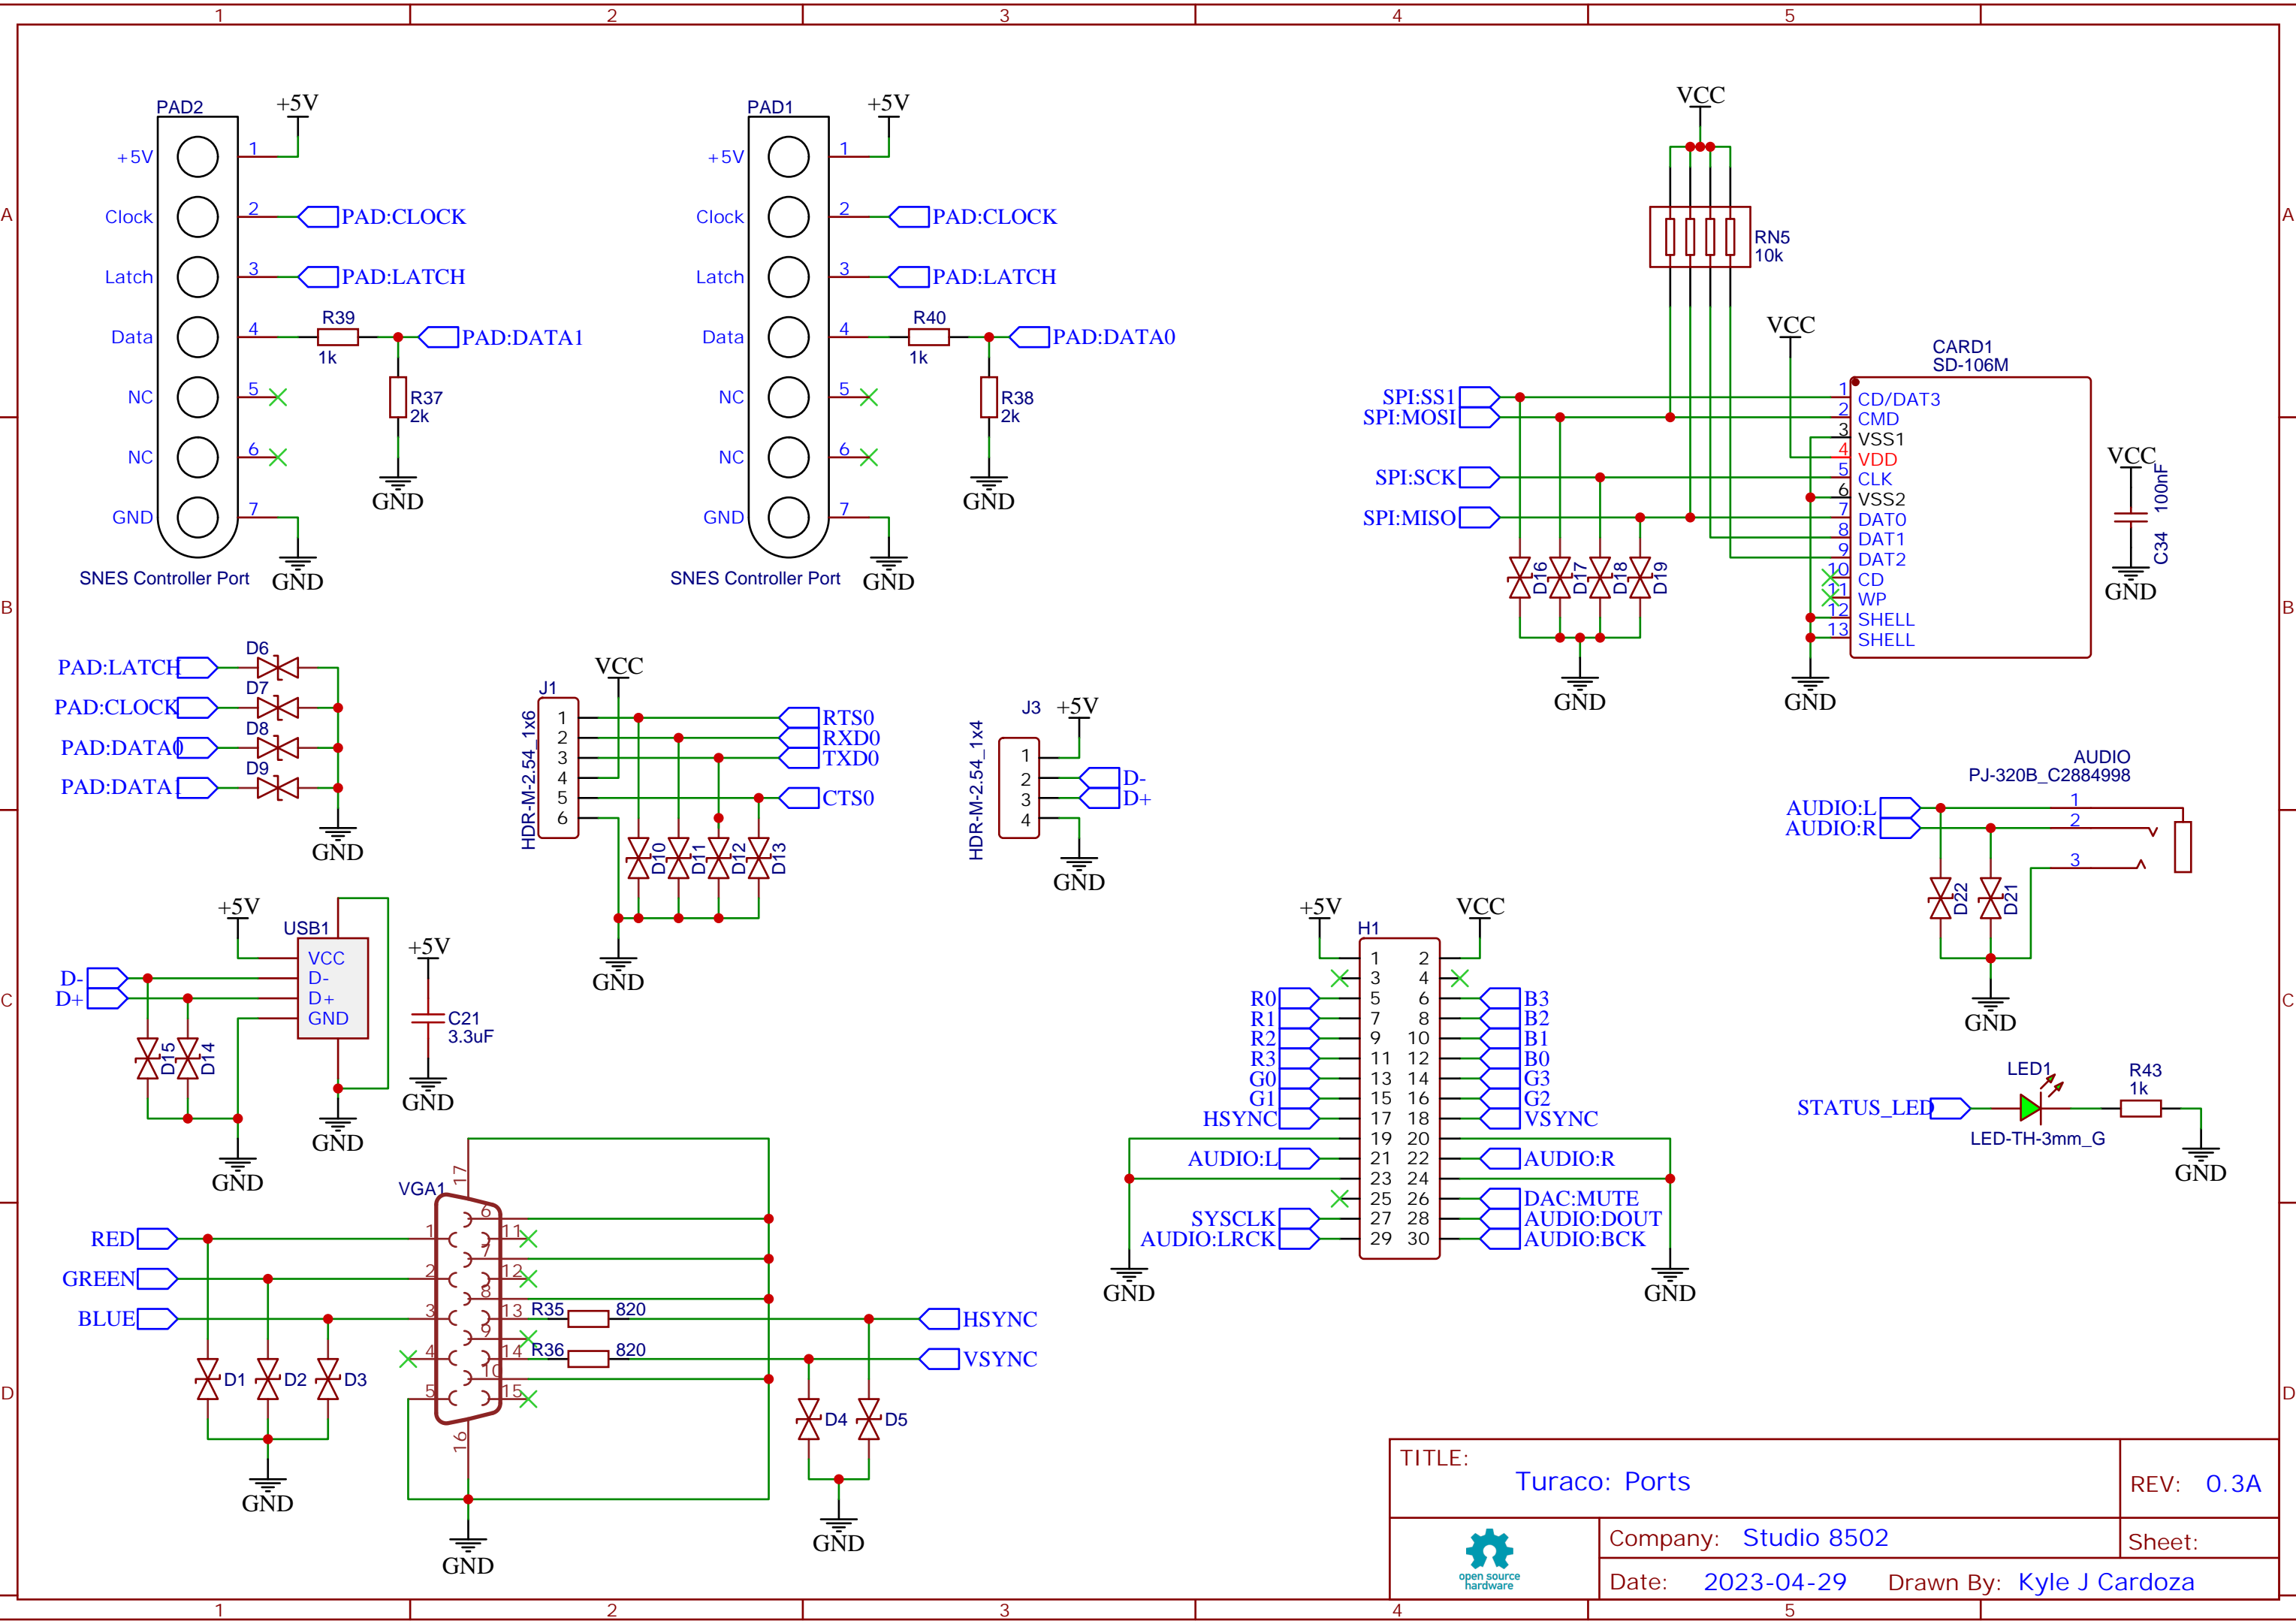 1 2 3 4 5
A
B
C
D
A
B
C
D
PAD2
+5V
+5V 1
Clock 2 PAD:CLOCK
Latch 3 PAD:LATCH
Data 4 R39 1k PAD:DATA1
NC 5
R37
2k
NC 6
GND
GND 7
SNES Controller Port
GND
PAD1
+5V
+5V 1
Clock 2 PAD:CLOCK
Latch 3 PAD:LATCH
Data 4 R40 1k PAD:DATA0
NC 5
R38
2k
NC 6
GND
GND 7
SNES Controller Port
GND
VCC
RN5
10k
VCC
CARD1
SD-106M
SPI:SS1
SPI:MOSI
SPI:SCK
SPI:MISO
1 CD/DAT3
2 CMD
3 VSS1
4 VDD
5 CLK
6 VSS2
7 DAT0
8 DAT1
9 DAT2
10 CD
11 WP
12 SHELL
13 SHELL
D16 D17 D18 D19
GND
GND
VCC
C34 100nF
GND
PAD:LATCH D6
PAD:CLOCK D7
PAD:DATA0 D8
PAD:DATA1 D9
GND
VCC
J1
HDR-M-2.54_1x6
1 RTS0
2 RXD0
3 TXD0
4
5 CTS0
6
D10 D11 D12 D13
GND
J3 +5V
HDR-M-2.54_1x4
1
2 D-
3 D+
4
GND
AUDIO
PJ-320B_C2884998
AUDIO:L 1
AUDIO:R 2
3
D22 D21
GND
+5V
USB1
VCC
D- D-
D+ D+
GND
D15 D14
GND
GND
+5V
C21
3.3uF
GND
+5V VCC
H1
1 2
3 4
R0 5 6 B3
R1 7 8 B2
R2 9 10 B1
R3 11 12 B0
G0 13 14 G3
G1 15 16 G2
HSYNC 17 18 VSYNC
19 20
AUDIO:L 21 22 AUDIO:R
23 24
25 26 DAC:MUTE
SYSCLK 27 28 AUDIO:DOUT
AUDIO:LRCK 29 30 AUDIO:BCK
GND GND
LED1
R43
1k
STATUS_LED
LED-TH-3mm_G
GND
VGA1
17
6
RED 1 11
7
GREEN 2 12
8
BLUE 3 13 R35 820 HSYNC
9
4 14 R36 820 VSYNC
10
5 15
16
D1 D2 D3
GND
D4 D5
GND
GND
TITLE:
Turaco: Ports
REV: 0.3A
open source
hardware
Company: Studio 8502
Sheet:
Date: 2023-04-29 Drawn By: Kyle J Cardoza
1 2 3 4 5